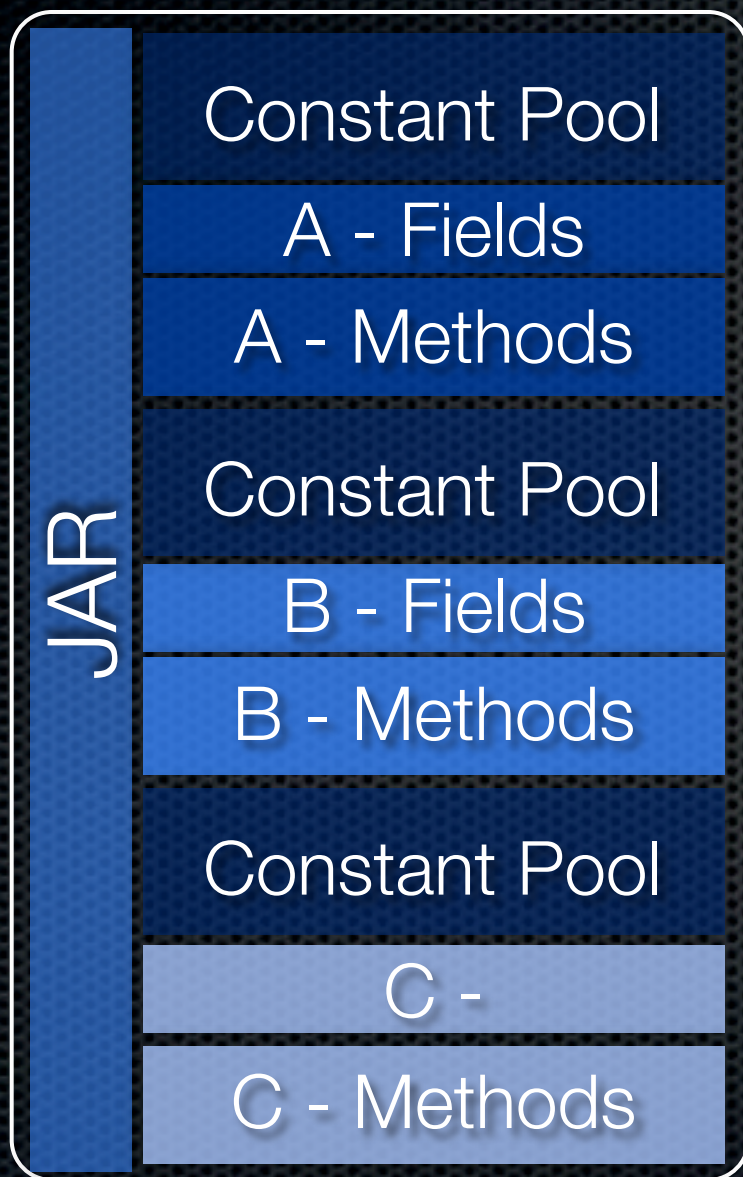 JAR
Constant Pool
A - Fields
A - Methods
Constant Pool
B - Fields
B - Methods
Constant Pool
C -
C - Methods